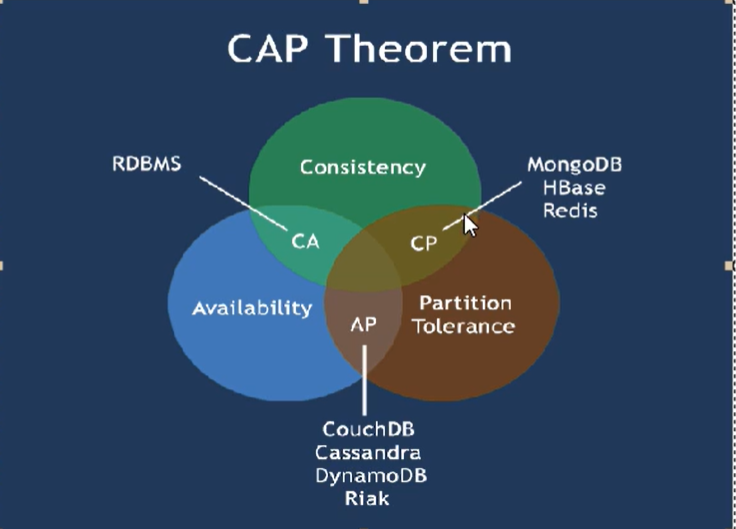 CAP Theorem
RDBMS
Consistency
MongoDB
HBase
Redis
CA
CP
Availability
Partition
Tolerance
AP
CouchDB
Cassandra
DynamoDB
Riak